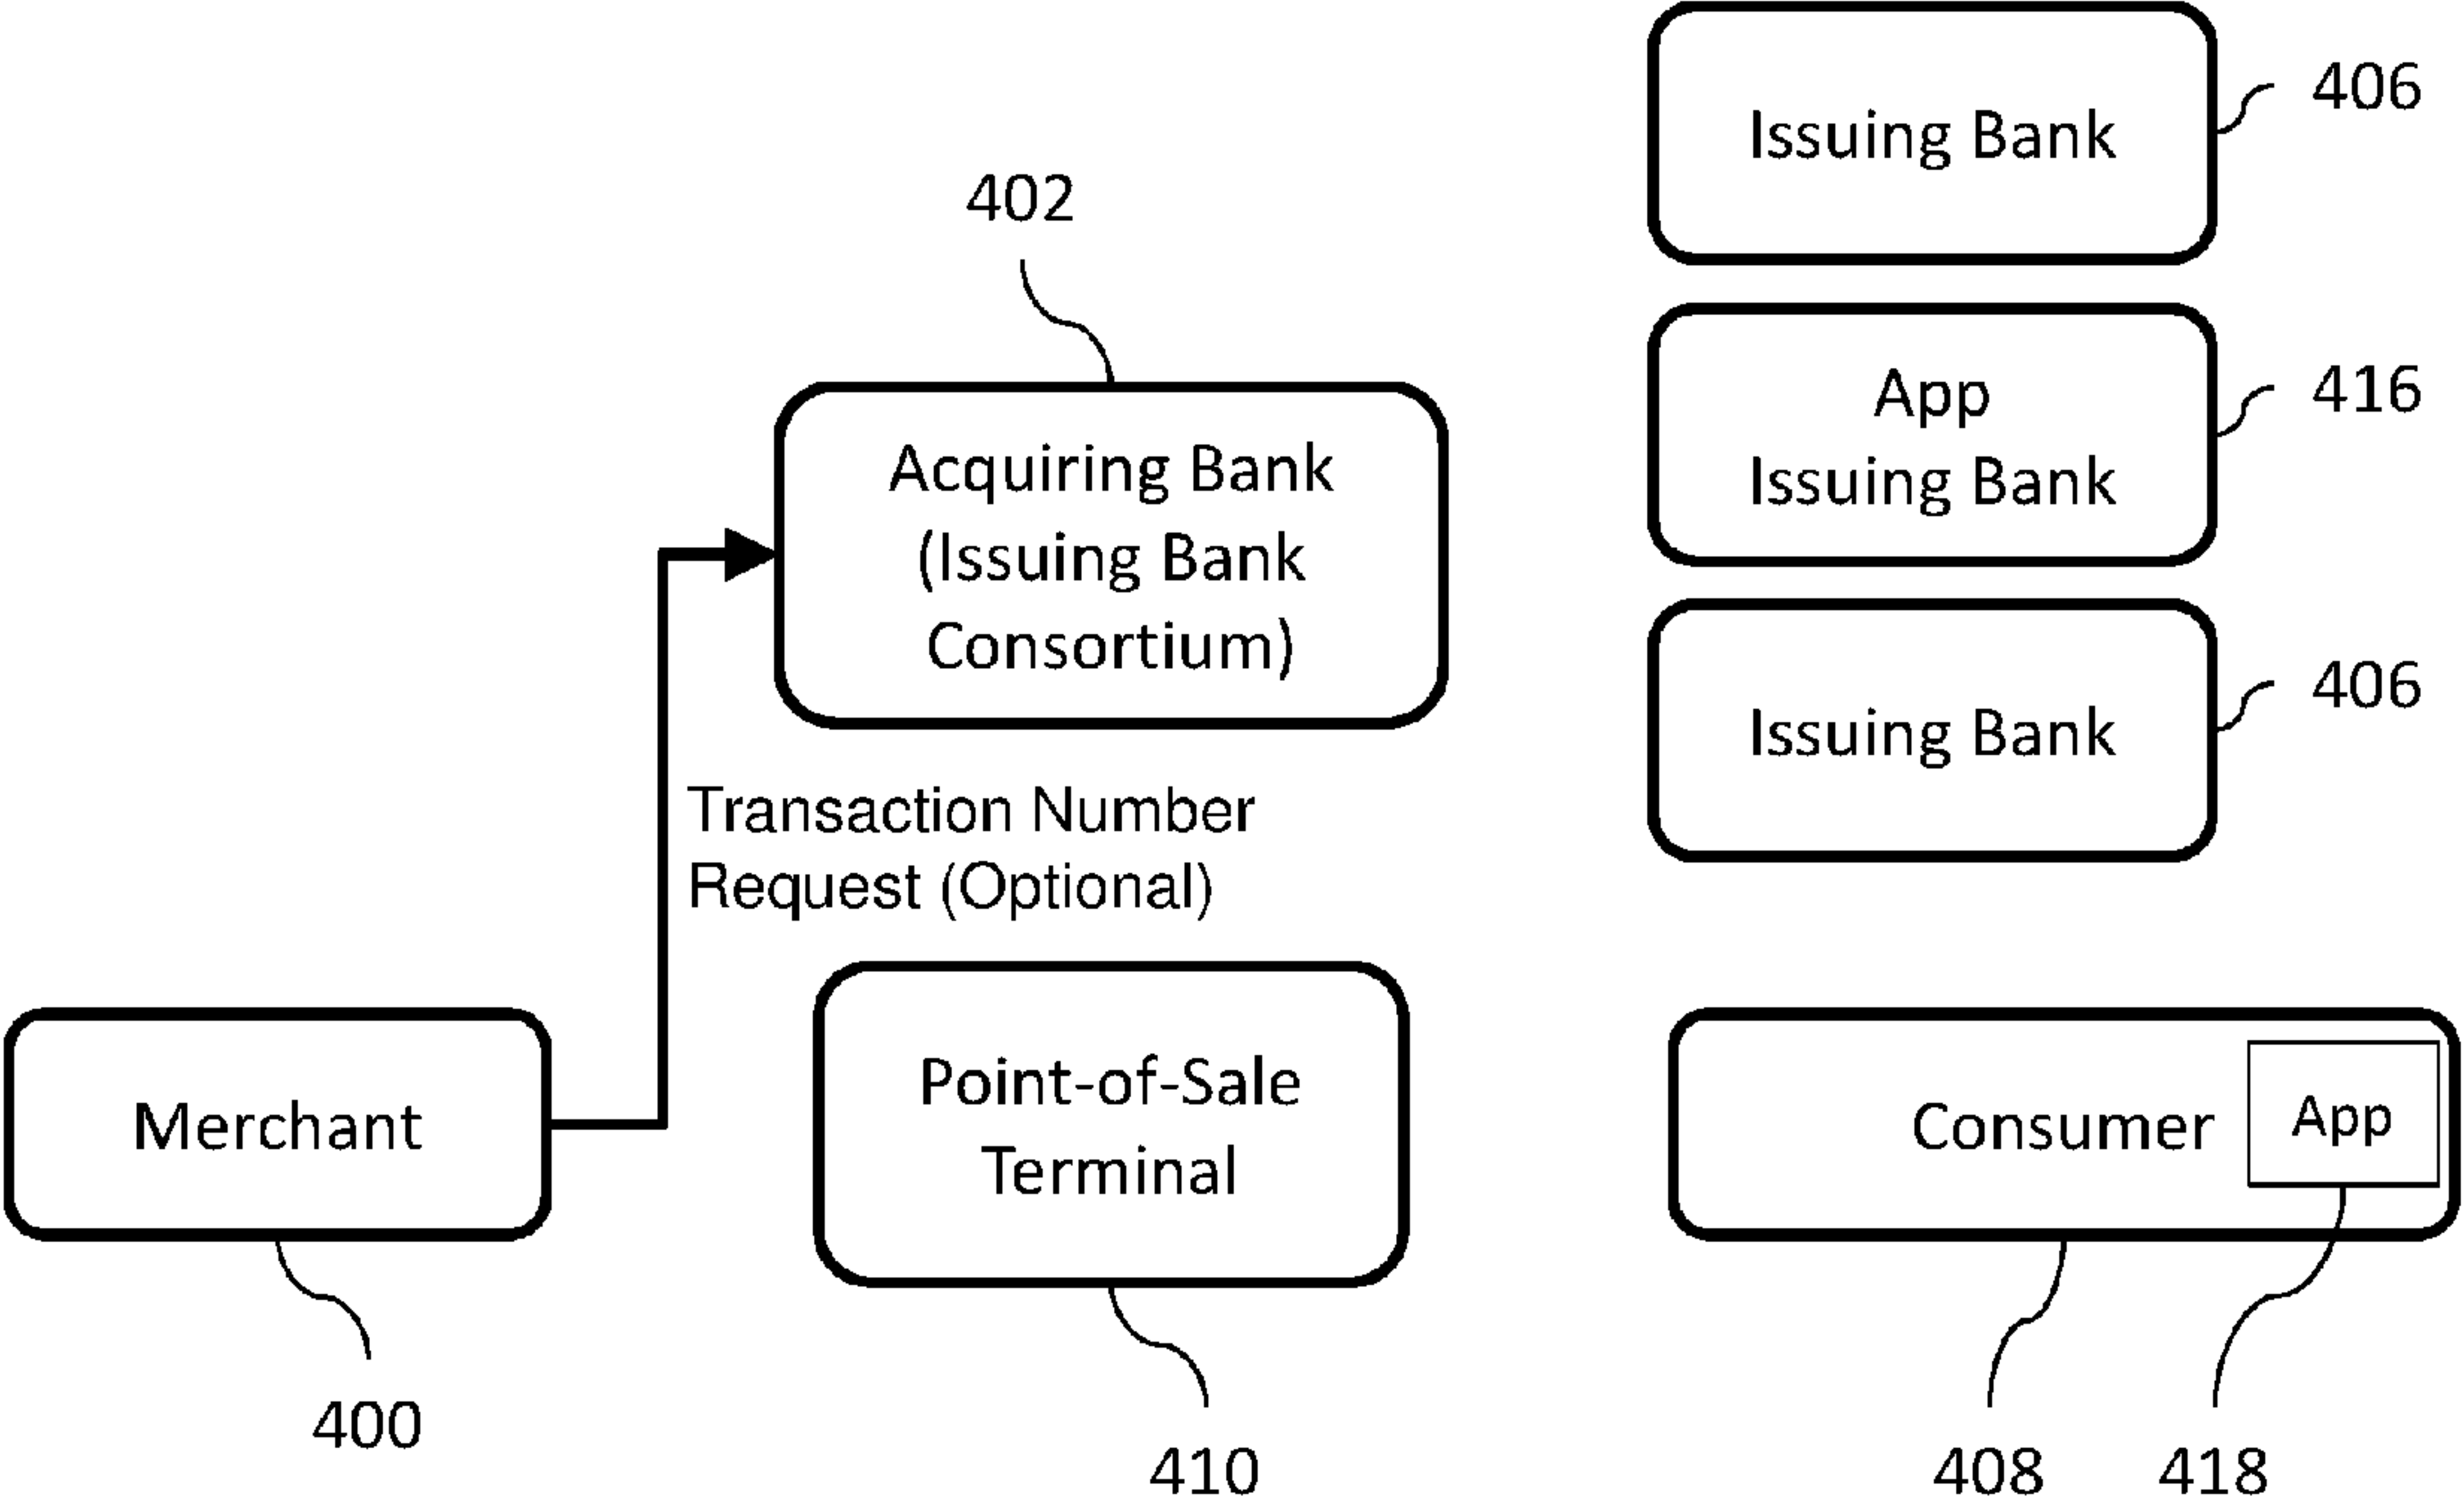 406
Issuing Bank
402
App
Issuing Bank
416
Acquiring Bank
(Issuing Bank
Consortium)
Issuing Bank
406
Transaction Number
Request (Optional)
Merchant
Point-of-Sale
Terminal
Consumer
App
400
410
408
418